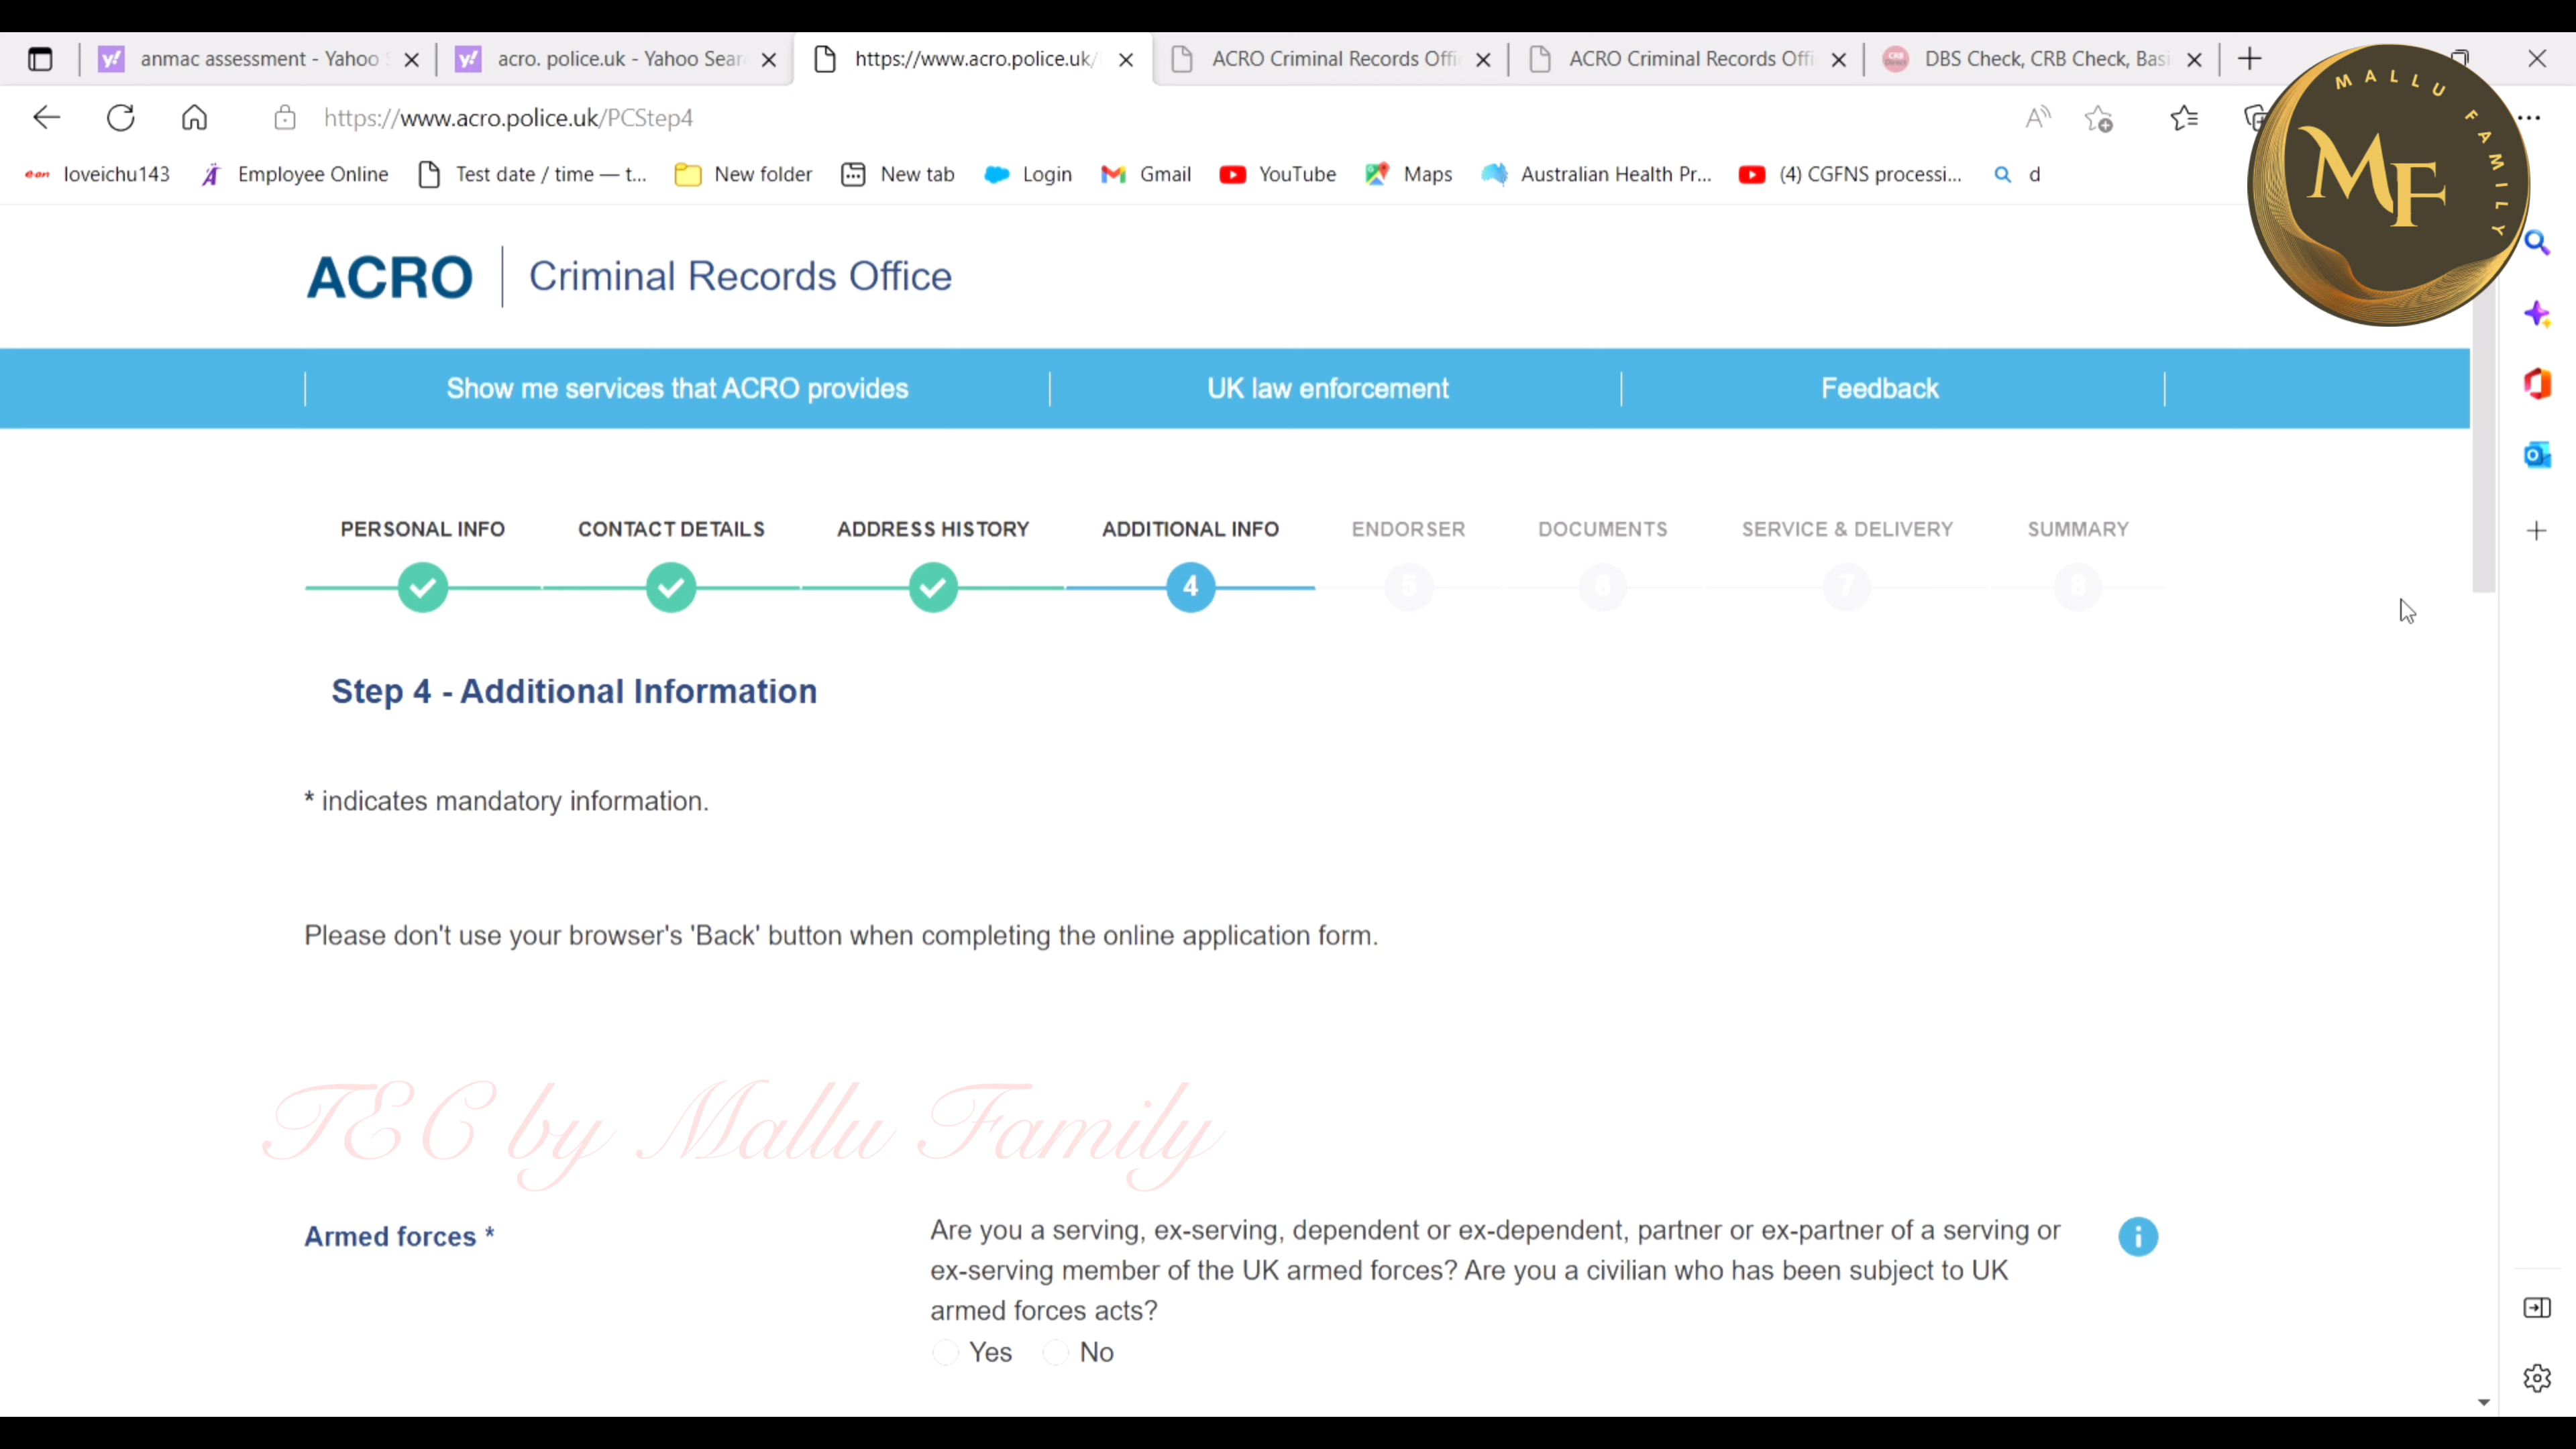 anmac assessment - Yahoo
acro. police.uk - Yahoo Sear
https://www.acro.police.uk/
ACRO Criminal Records Offi
ACRO Criminal Records Offi
DBS Check, CRB Check, Basi
https://www.acro.police.uk/PCStep4
e·on loveichu143
Employee Online
Test date / time — t...
New folder
New tab
Login
Gmail
YouTube
Maps
Australian Health Pr...
(4) CGFNS processi...
d
MALLU FAMILY
MF
ACRO Criminal Records Office
Show me services that ACRO provides
UK law enforcement
Feedback
PERSONAL INFO CONTACT DETAILS ADDRESS HISTORY ADDITIONAL INFO ENDORSER DOCUMENTS SERVICE & DELIVERY SUMMARY
4 5 6 7 8
Step 4 - Additional Information
* indicates mandatory information.
Please don't use your browser's 'Back' button when completing the online application form.
TEC by Mallu Family
Armed forces *
Are you a serving, ex-serving, dependent or ex-dependent, partner or ex-partner of a serving or
ex-serving member of the UK armed forces? Are you a civilian who has been subject to UK
armed forces acts?
Yes No